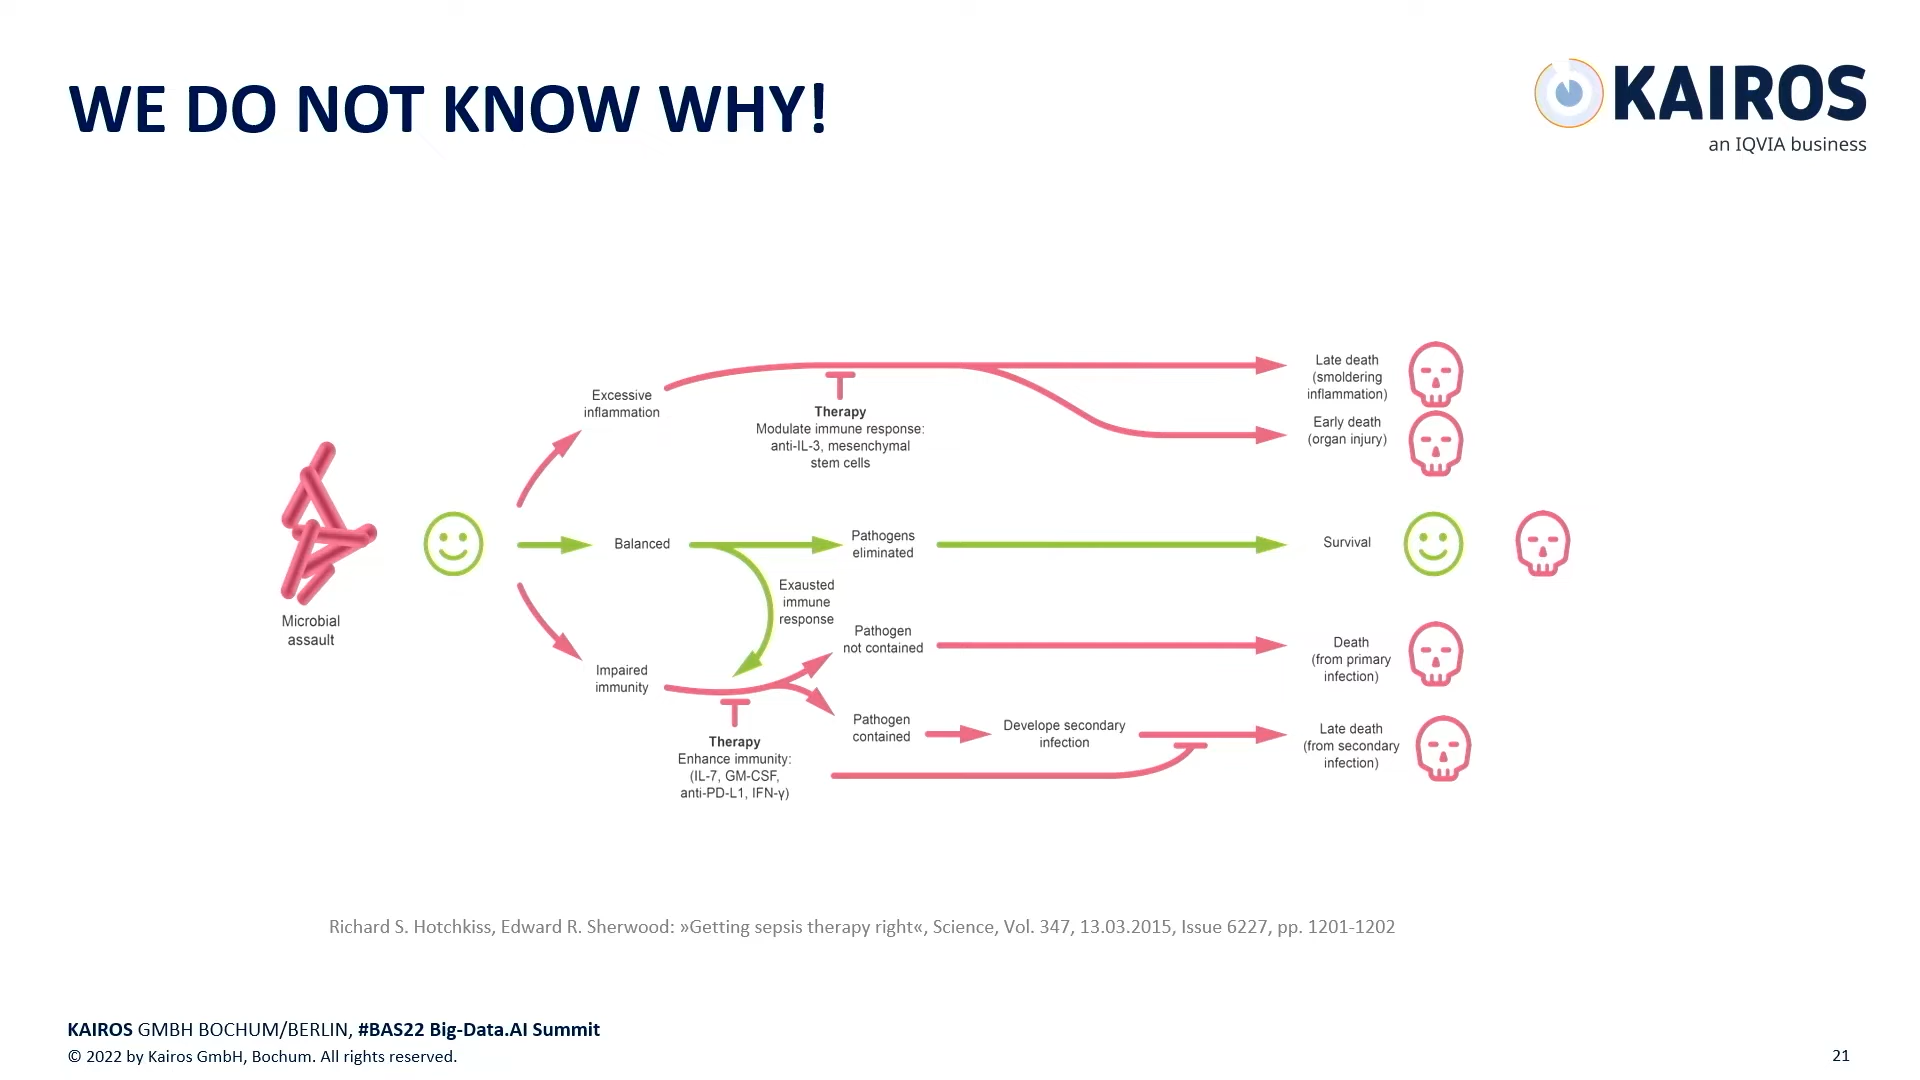 WE DO NOT KNOW WHY!
KAIROS
an IQVIA business
Microbial
assault
Excessive
inflammation
Therapy
Modulate immune response:
anti-IL-3, mesenchymal
stem cells
Late death
(smoldering
inflammation)
Early death
(organ injury)
Balanced
Pathogens
eliminated
Survival
Exausted
immune
response
Impaired
immunity
Pathogen
not contained
Death
(from primary
infection)
Pathogen
contained
Develope secondary
infection
Late death
(from secondary
infection)
Therapy
Enhance immunity:
(IL-7, GM-CSF,
anti-PD-L1, IFN-γ)
Richard S. Hotchkiss, Edward R. Sherwood: »Getting sepsis therapy right«, Science, Vol. 347, 13.03.2015, Issue 6227, pp. 1201-1202
KAIROS GMBH BOCHUM/BERLIN, #BAS22 Big-Data.AI Summit
© 2022 by Kairos GmbH, Bochum. All rights reserved.
21